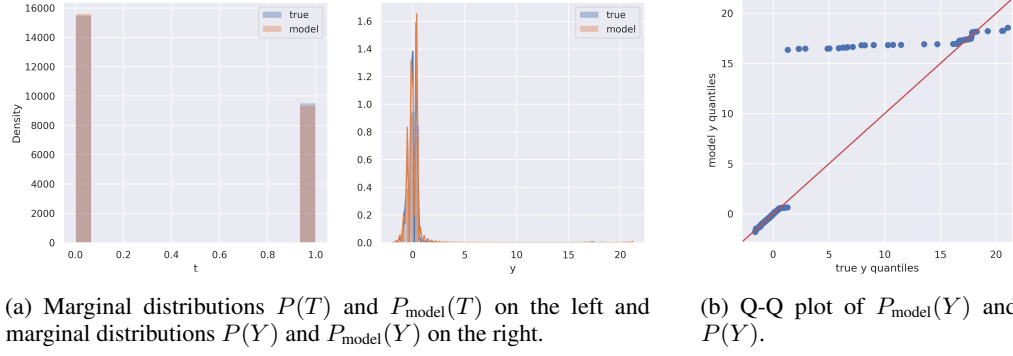 16000
14000
12000
10000
8000
6000
4000
2000
0
Density
0.0 0.2 0.4 0.6 0.8 1.0
t
true
model
1.6
1.4
1.2
1.0
0.8
0.6
0.4
0.2
0.0
0 5 10 15 20
y
true
model
20
15
10
5
0
model y quantiles
0 5 10 15 20
true y quantiles
(a) Marginal distributions P(T) and P_model(T) on the left and
marginal distributions P(Y) and P_model(Y) on the right.
(b) Q-Q plot of P_model(Y) and
P(Y).